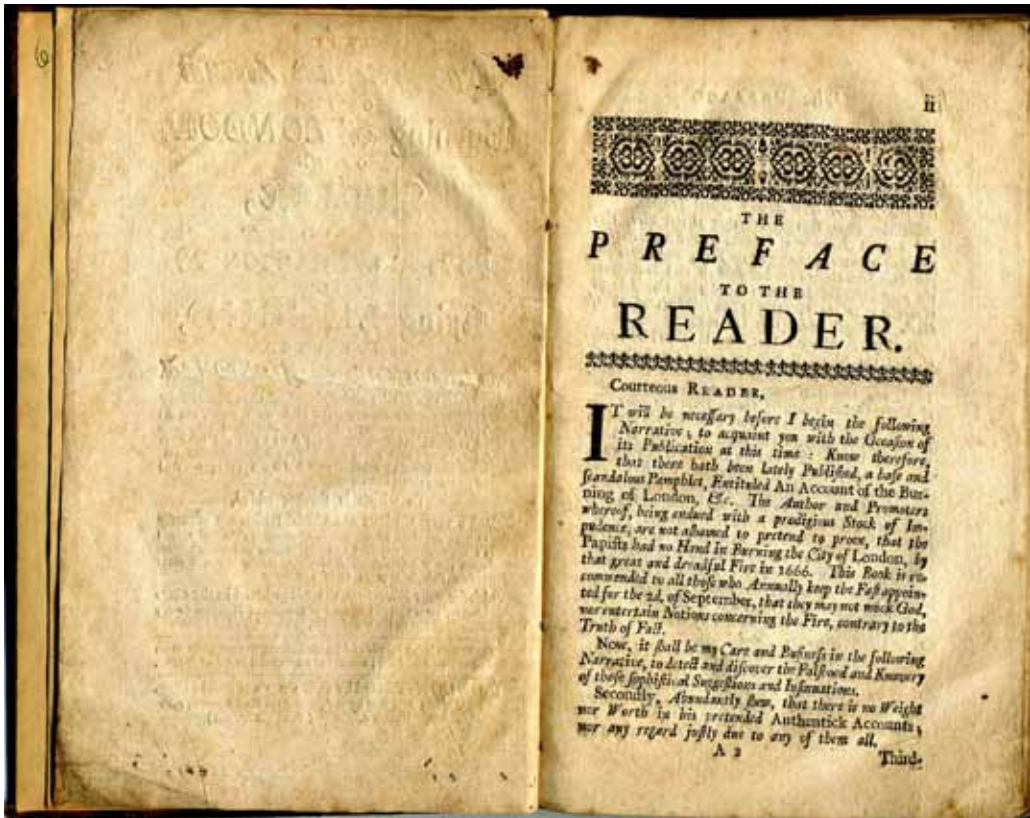 6
ii
THE
PREFACE
TO THE
READER.
Courteous READER,
IT will be neceſſary before I begin the following
Narrative, to acquaint you with the Occaſion of
its Publication at this time: Know therefore,
that there hath been lately Publiſhed, a baſe and
ſcandalous Pamphlet, Entituled An Account of the Bur-
ning of London, &c. The Author and Promoters
whereof, being endued with a prodigious Stock of Im-
pudence, are not aſhamed to pretend to prove, that the
Papiſts had no Hand In Burning the City of London, by
that great and dreadful Fire in 1666. This Book is re-
commended to all thoſe who Annually keep the Faſt appoin-
ted for the 2d, of September, that they may not mock God,
nor entertain Notions concerning the Fire, contrary to the
Truth of Fact.
Now, it ſhall be my Care and Buſineſs in the following
Narrative, to detect and diſcover the Falſhood and Knavery
of thoſe ſophiſtical Suggeſtions and Inſinuations.
Secondly, Abundantly ſhew, that there is no Weight
nor Worth in his pretended Authentick Accounts,
nor any regard juſtly due to any of them all.
A 2
Third-